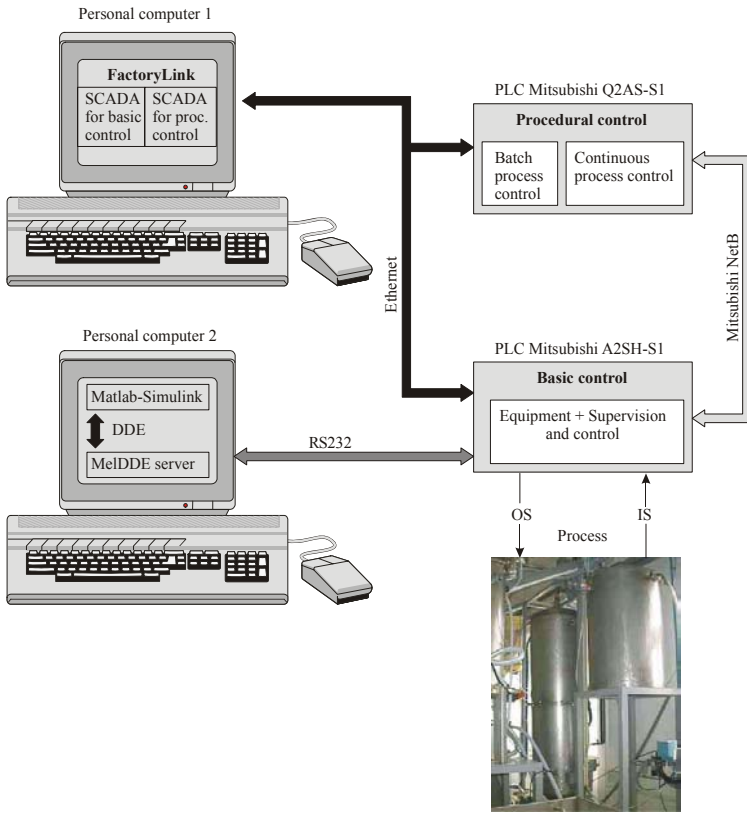 Personal computer 1
FactoryLink
SCADA
for basic
control
SCADA
for proc.
control
PLC Mitsubishi Q2AS-S1
Procedural control
Batch
process
control
Continuous
process control
Ethernet
Mitsubishi NetB
Personal computer 2
Matlab-Simulink
DDE
MelDDE server
RS232
PLC Mitsubishi A2SH-S1
Basic control
Equipment + Supervision
and control
OS
IS
Process